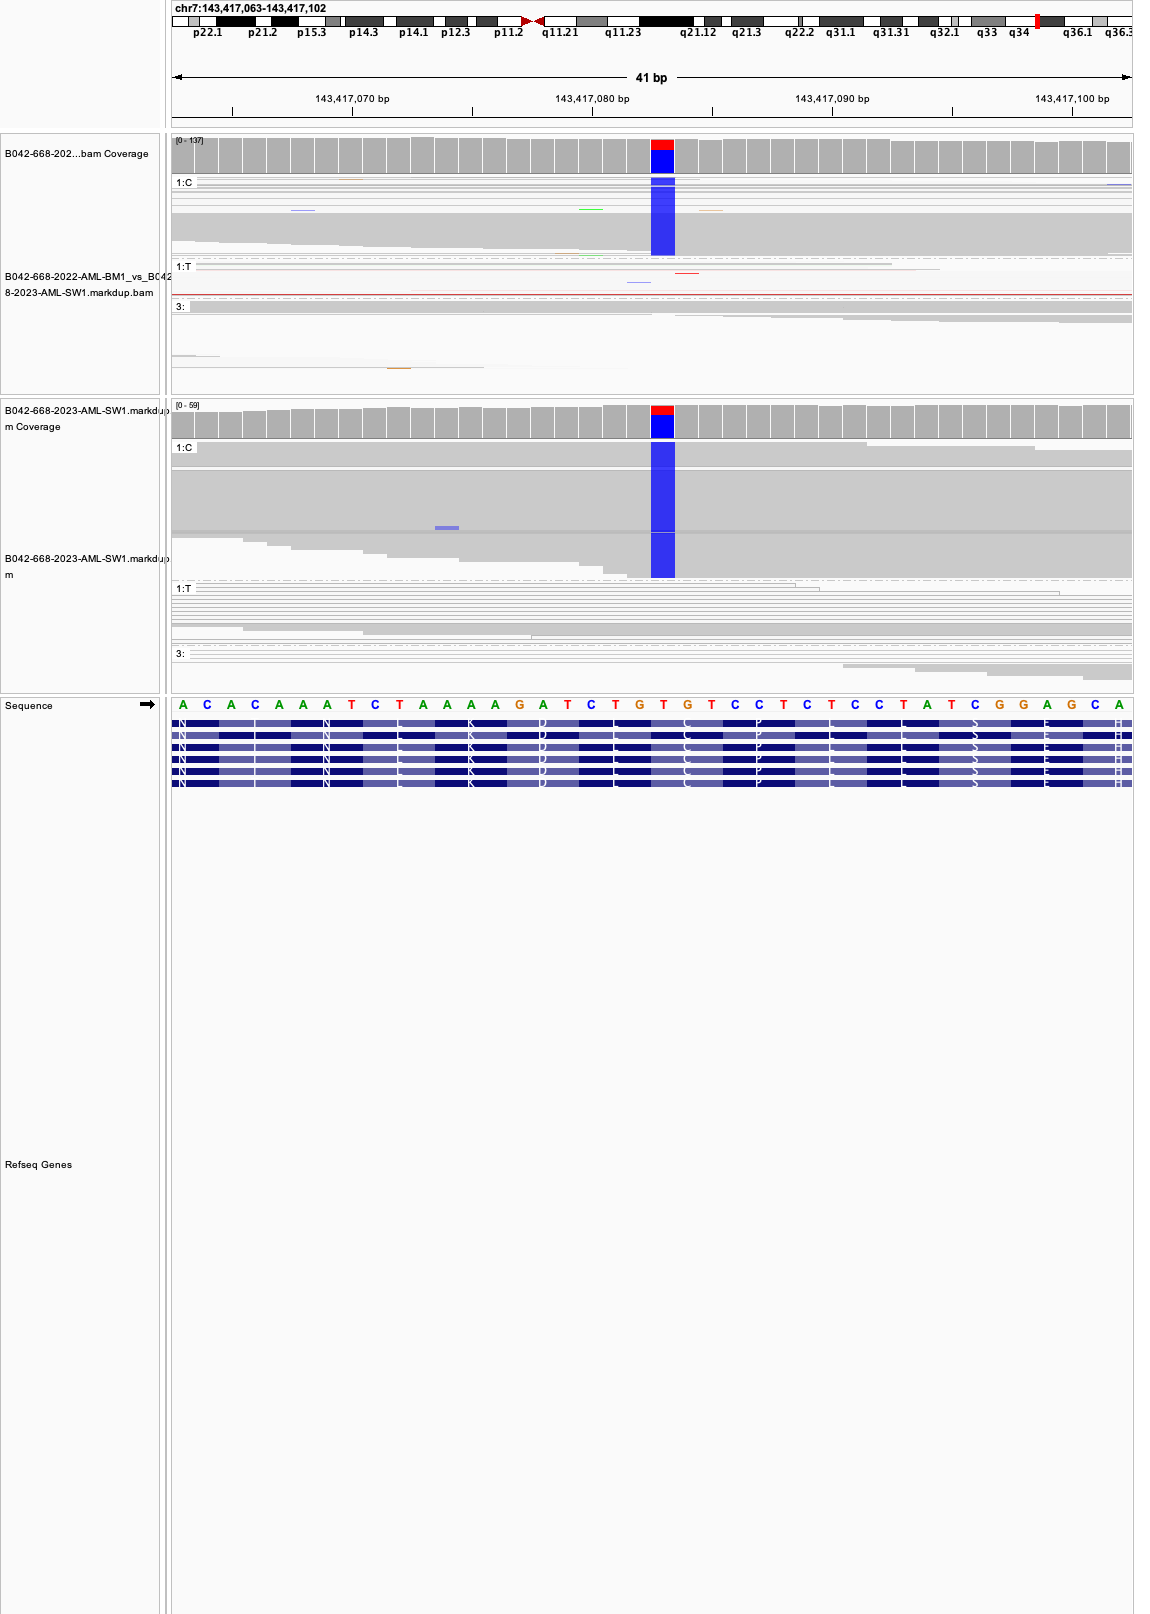 chr7:143,417,063-143,417,102
p22.1 p21.2 p15.3 p14.3 p14.1 p12.3 p11.2 q11.21 q11.23 q21.12 q21.3 q22.2 q31.1 q31.31 q32.1 q33 q34 q36.1 q36.3
41 bp
143,417,070 bp 143,417,080 bp 143,417,090 bp 143,417,100 bp
[0 - 137]
B042-668-202...bam Coverage
1:C
1:T
B042-668-2022-AML-BM1_vs_B042
8-2023-AML-SW1.markdup.bam
3:
[0 - 59]
B042-668-2023-AML-SW1.markdup
m Coverage
1:C
B042-668-2023-AML-SW1.markdup
m
1:T
3:
Sequence
A C A C A A A T C T A A A A G A T C T G T G T C C T C T C C T A T C G G A G C A
N I N L K D L C P L L S E H
N I N L K D L C P L L S E H
N I N L K D L C P L L S E H
N I N L K D L C P L L S E H
N I N L K D L C P L L S E H
N I N L K D L C P L L S E H
Refseq Genes